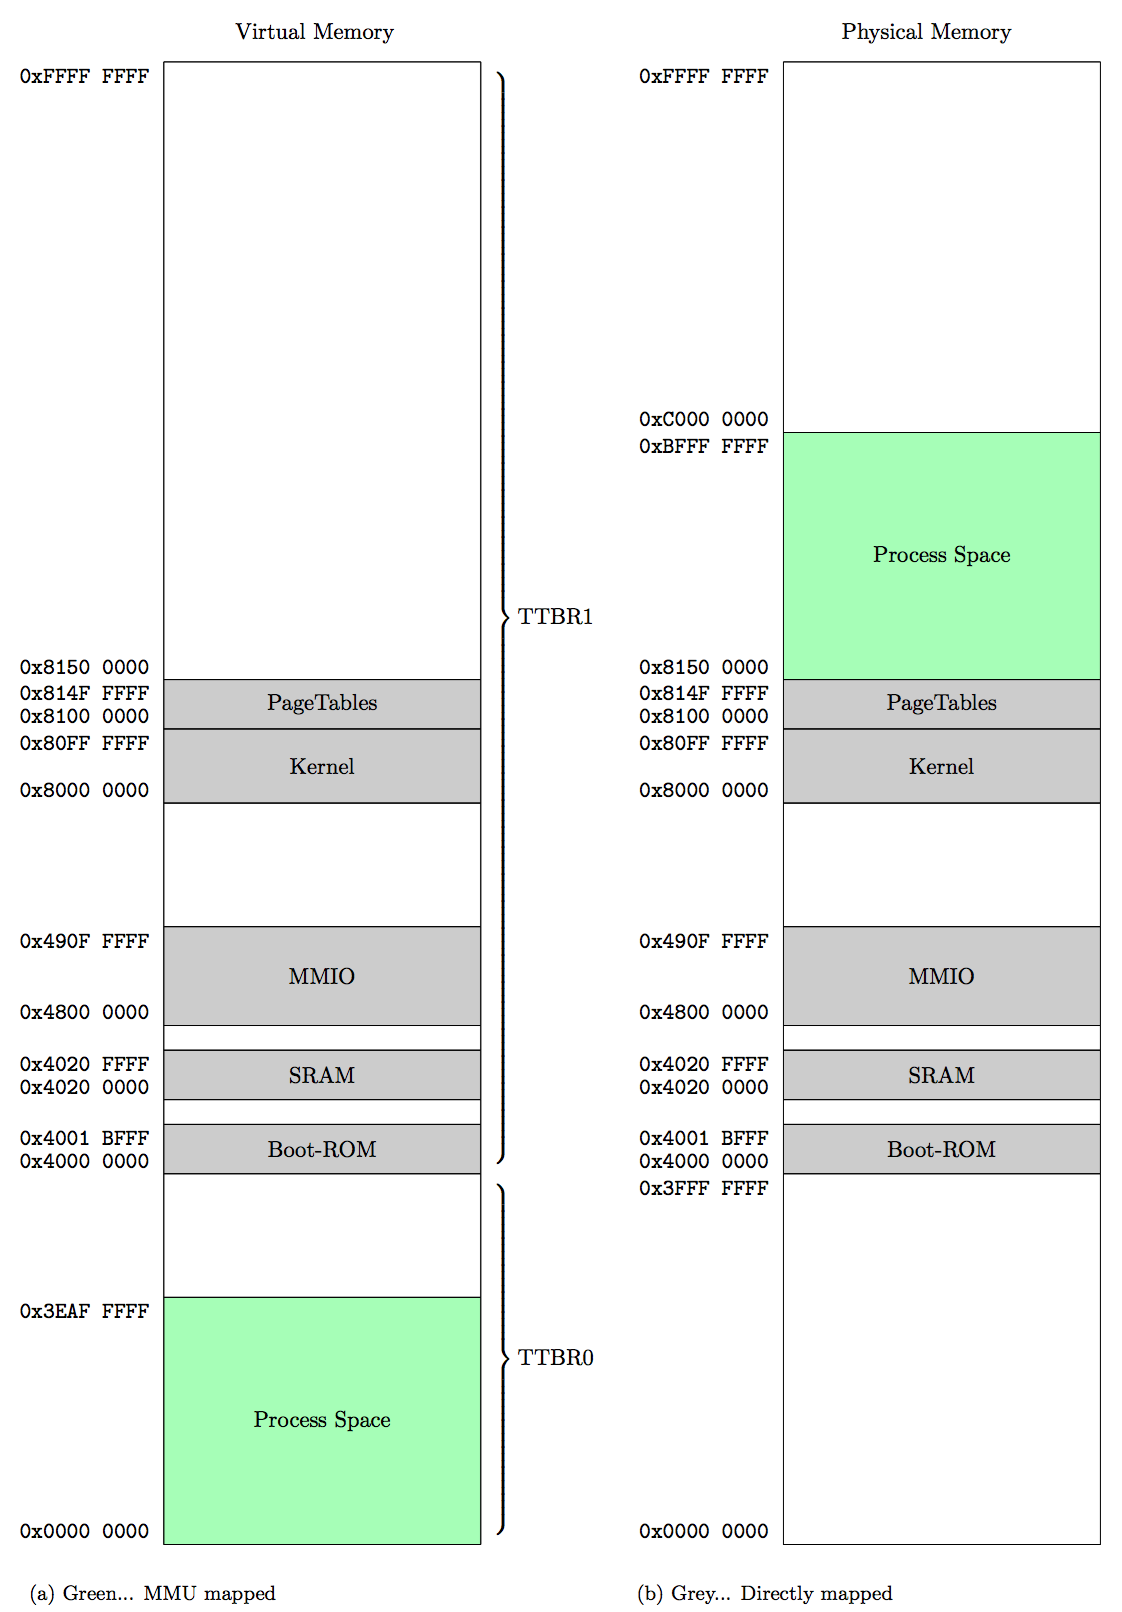 Virtual Memory
0xFFFF FFFF
TTBR1
0x8150 0000
0x814F FFFF
PageTables
0x8100 0000
0x80FF FFFF
Kernel
0x8000 0000
0x490F FFFF
MMIO
0x4800 0000
0x4020 FFFF
SRAM
0x4020 0000
0x4001 BFFF
Boot-ROM
0x4000 0000
0x3EAF FFFF
TTBR0
Process Space
0x0000 0000
(a) Green... MMU mapped
Physical Memory
0xFFFF FFFF
0xC000 0000
0xBFFF FFFF
Process Space
0x8150 0000
0x814F FFFF
PageTables
0x8100 0000
0x80FF FFFF
Kernel
0x8000 0000
0x490F FFFF
MMIO
0x4800 0000
0x4020 FFFF
SRAM
0x4020 0000
0x4001 BFFF
Boot-ROM
0x4000 0000
0x3FFF FFFF
0x0000 0000
(b) Grey... Directly mapped